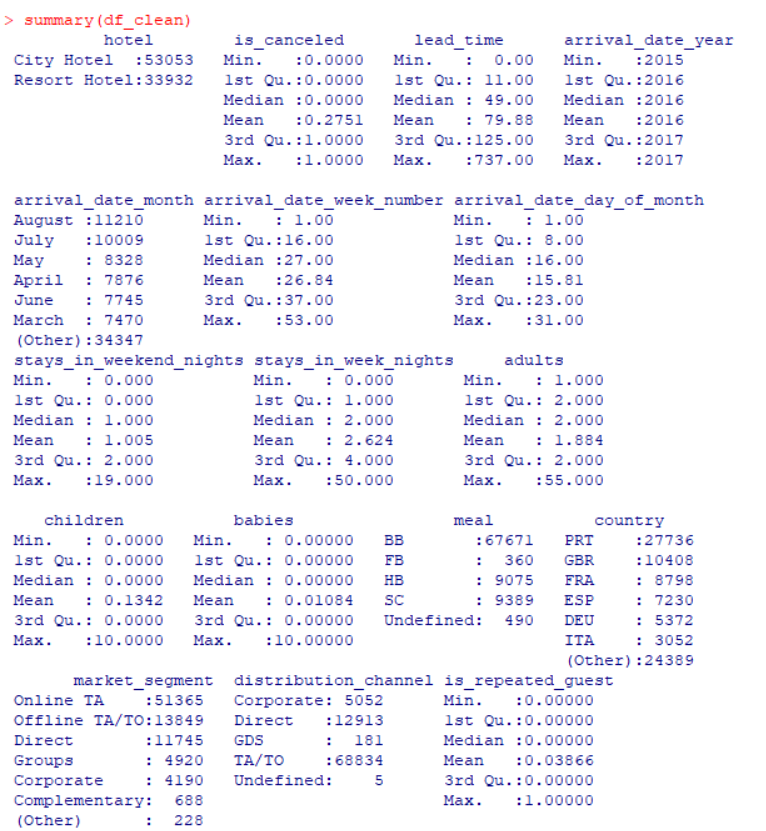 > summary(df_clean)
hotel is_canceled lead_time arrival_date_year
City Hotel :53053 Min. :0.0000 Min. : 0.00 Min. :2015
Resort Hotel:33932 1st Qu.:0.0000 1st Qu.: 11.00 1st Qu.:2016
Median :0.0000 Median : 49.00 Median :2016
Mean :0.2751 Mean : 79.88 Mean :2016
3rd Qu.:1.0000 3rd Qu.:125.00 3rd Qu.:2017
Max. :1.0000 Max. :737.00 Max. :2017
arrival_date_month arrival_date_week_number arrival_date_day_of_month
August :11210 Min. : 1.00 Min. : 1.00
July :10009 1st Qu.:16.00 1st Qu.: 8.00
May : 8328 Median :27.00 Median :16.00
April : 7876 Mean :26.84 Mean :15.81
June : 7745 3rd Qu.:37.00 3rd Qu.:23.00
March : 7470 Max. :53.00 Max. :31.00
(Other):34347
stays_in_weekend_nights stays_in_week_nights adults
Min. : 0.000 Min. : 0.000 Min. : 1.000
1st Qu.: 0.000 1st Qu.: 1.000 1st Qu.: 2.000
Median : 1.000 Median : 2.000 Median : 2.000
Mean : 1.005 Mean : 2.624 Mean : 1.884
3rd Qu.: 2.000 3rd Qu.: 4.000 3rd Qu.: 2.000
Max. :19.000 Max. :50.000 Max. :55.000
children babies meal country
Min. : 0.0000 Min. : 0.00000 BB :67671 PRT :27736
1st Qu.: 0.0000 1st Qu.: 0.00000 FB : 360 GBR :10408
Median : 0.0000 Median : 0.00000 HB : 9075 FRA : 8798
Mean : 0.1342 Mean : 0.01084 SC : 9389 ESP : 7230
3rd Qu.: 0.0000 3rd Qu.: 0.00000 Undefined: 490 DEU : 5372
Max. :10.0000 Max. :10.00000 ITA : 3052
(Other):24389
market_segment distribution_channel is_repeated_guest
Online TA :51365 Corporate: 5052 Min. :0.00000
Offline TA/TO:13849 Direct :12913 1st Qu.:0.00000
Direct :11745 GDS : 181 Median :0.00000
Groups : 4920 TA/TO :68834 Mean :0.03866
Corporate : 4190 Undefined: 5 3rd Qu.:0.00000
Complementary: 688 Max. :1.00000
(Other) : 228